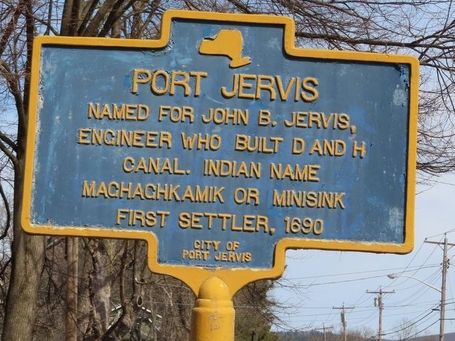 PORT JERVIS
NAMED FOR JOHN B. JERVIS,
ENGINEER WHO BUILT D AND H
CANAL. INDIAN NAME
MAGHAGHKAMIK OR MINISINK
FIRST SETTLER, 1690
CITY OF
PORT JERVIS